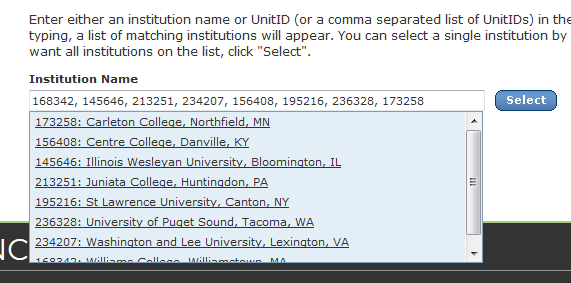 Enter either an institution name or UnitID (or a comma separated list of UnitIDs) in the
typing, a list of matching institutions will appear. You can select a single institution by
want all institutions on the list, click "Select".
Institution Name
168342, 145646, 213251, 234207, 156408, 195216, 236328, 173258
Select
173258: Carleton College, Northfield, MN
156408: Centre College, Danville, KY
145646: Illinois Wesleyan University, Bloomington, IL
213251: Juniata College, Huntingdon, PA
195216: St Lawrence University, Canton, NY
236328: University of Puget Sound, Tacoma, WA
234207: Washington and Lee University, Lexington, VA
168342: Williams College, Williamstown, MA
NC